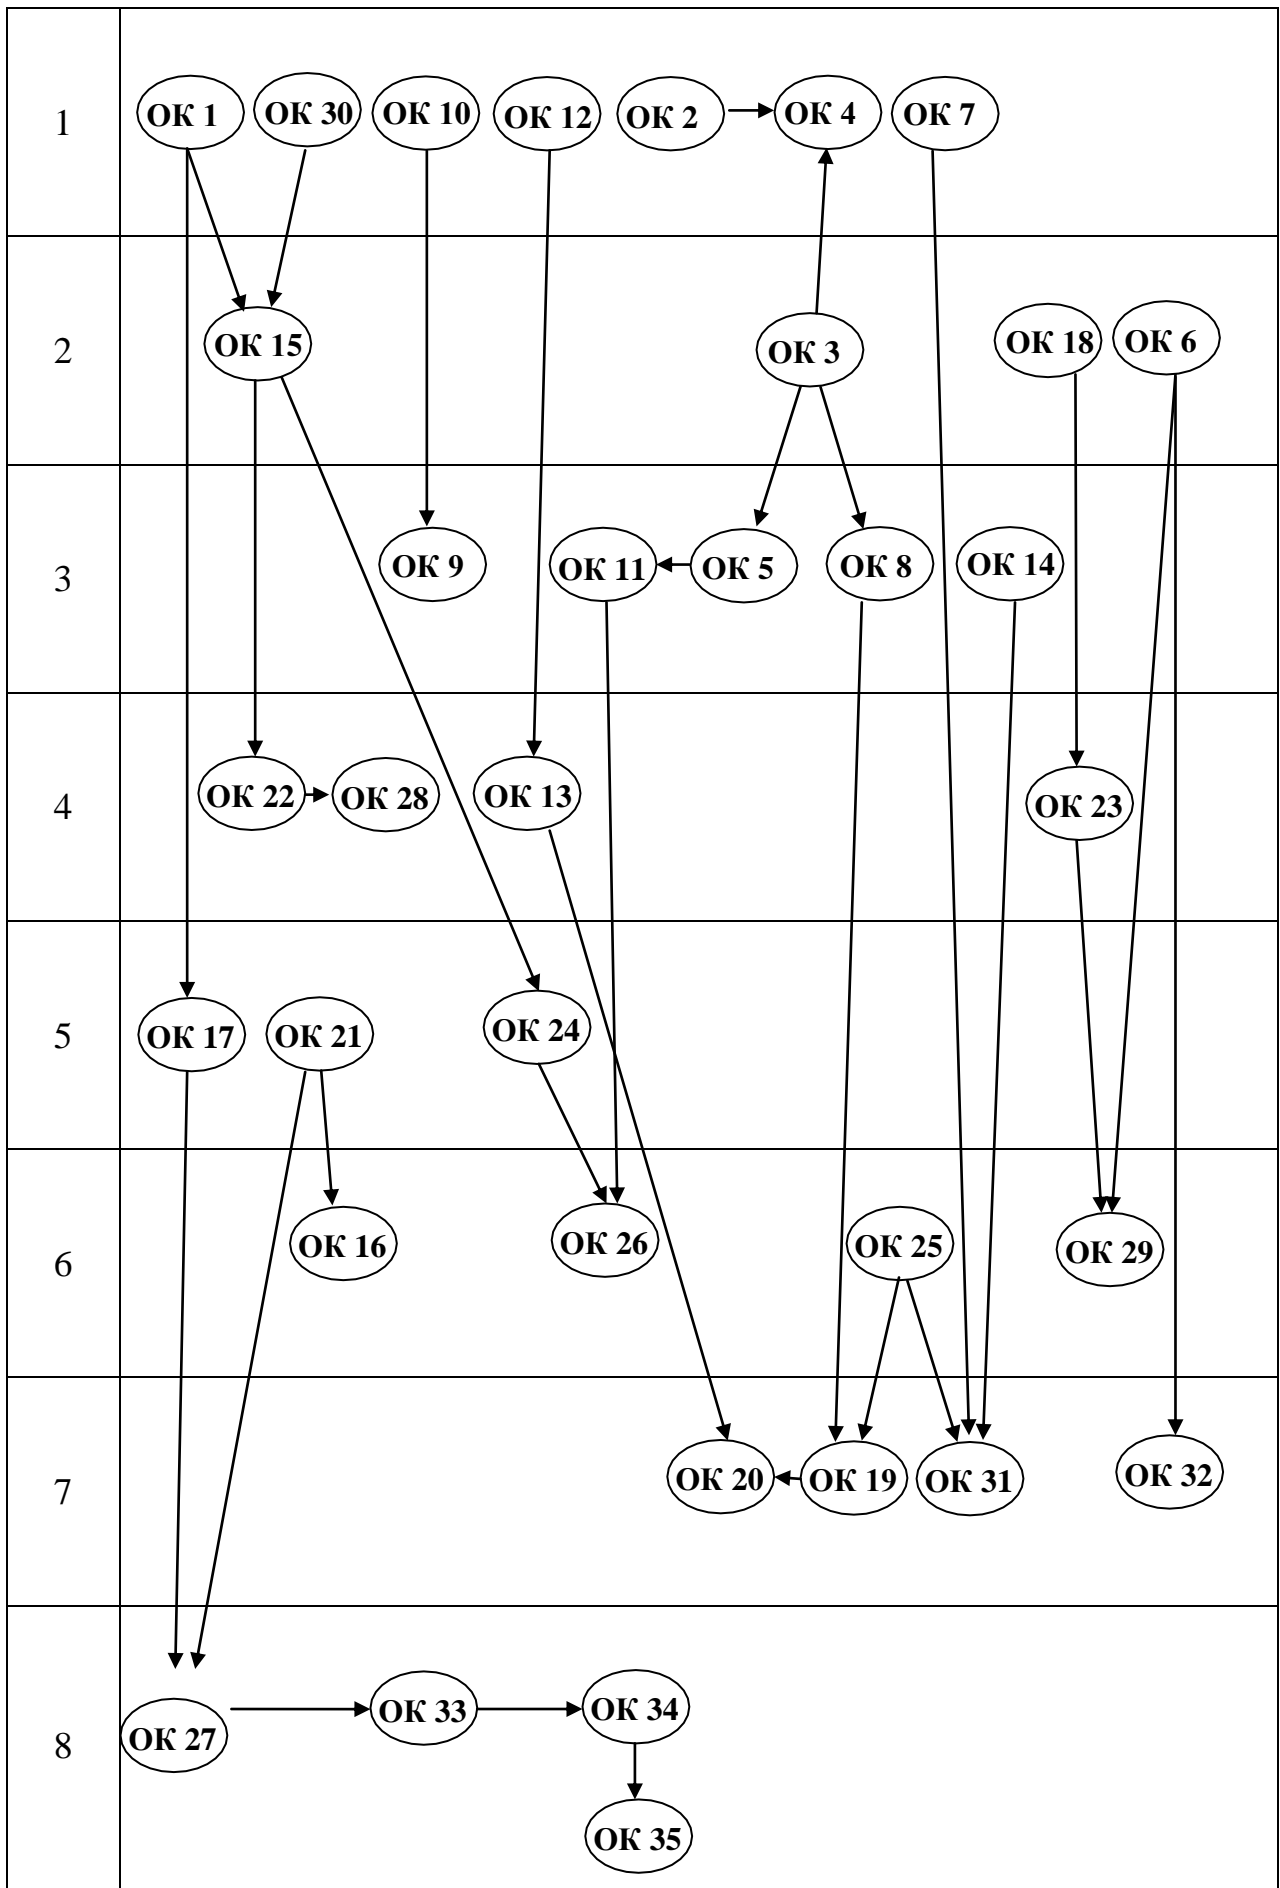 1
ОК 1
ОК 30
ОК 10
ОК 12
ОК 2
ОК 4
ОК 7
2
ОК 15
ОК 3
ОК 18
ОК 6
3
ОК 9
ОК 11
ОК 5
ОК 8
ОК 14
4
ОК 22
ОК 28
ОК 13
ОК 23
5
ОК 17
ОК 21
ОК 24
6
ОК 16
ОК 26
ОК 25
ОК 29
7
ОК 20
ОК 19
ОК 31
ОК 32
8
ОК 27
ОК 33
ОК 34
ОК 35